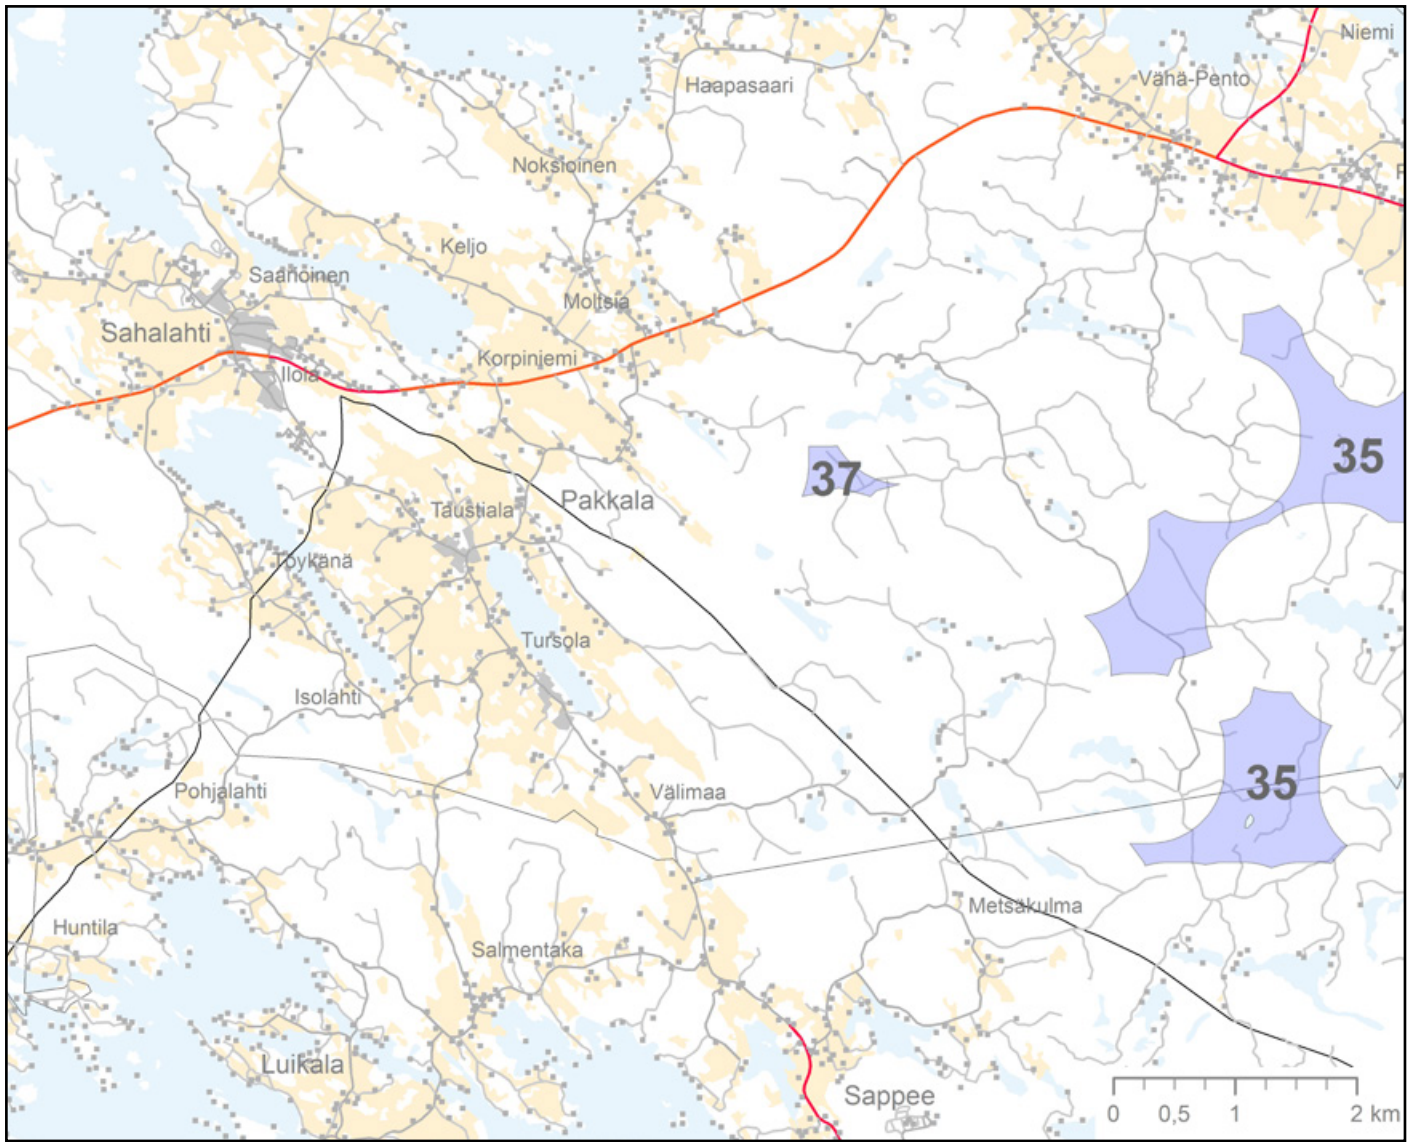 Niemi
Vähä-Pento
Haapasaari
Noksioinen
Keljo
Saarioinen
Moltsia
Sahalahti
Korpiniemi
Ilola
35
37
Pakkala
Taustiala
Töykänä
Tursola
Isolahti
Pohjalahti
Välimaa
35
Metsäkulma
Huntila
Salmentaka
Luikala
Sappee
0 0,5 1 2 km